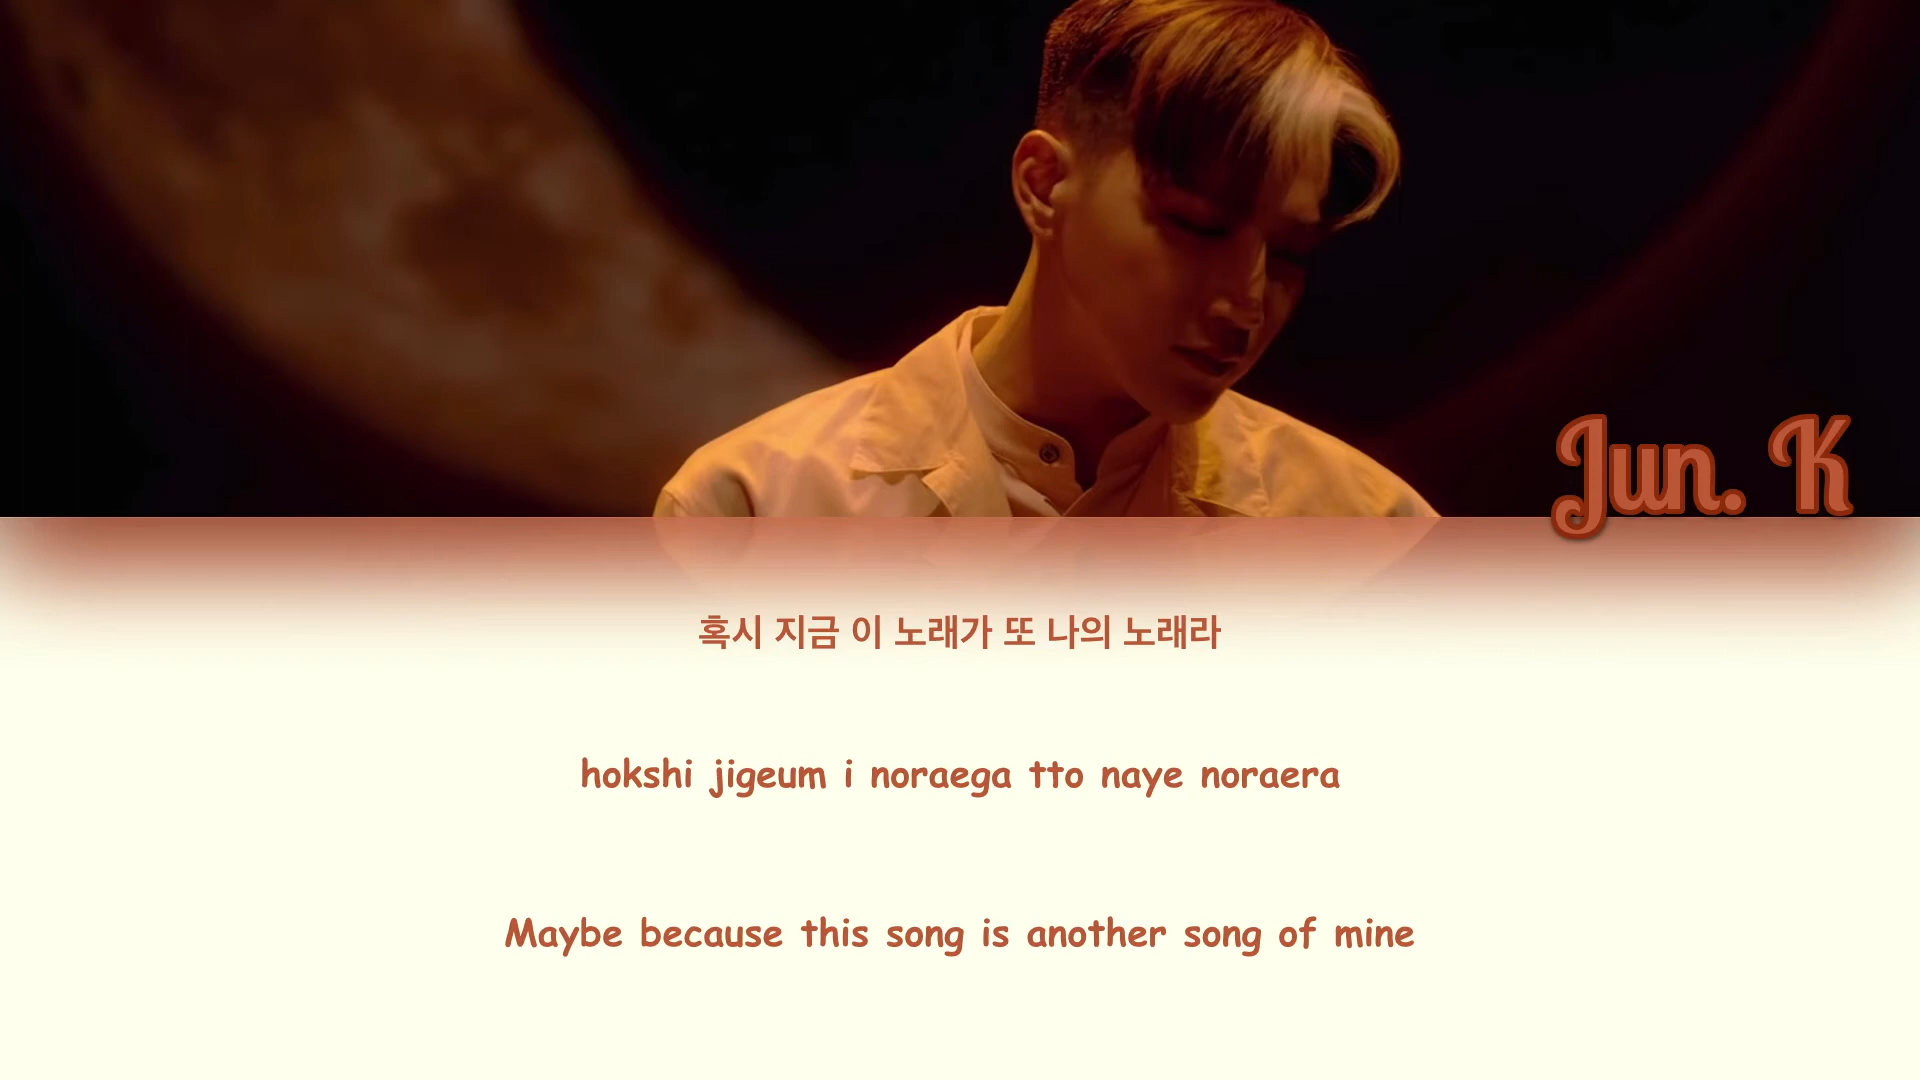 Jun. K
혹시 지금 이 노래가 또 나의 노래라
hokshi jigeum i noraega tto naye noraera
Maybe because this song is another song of mine